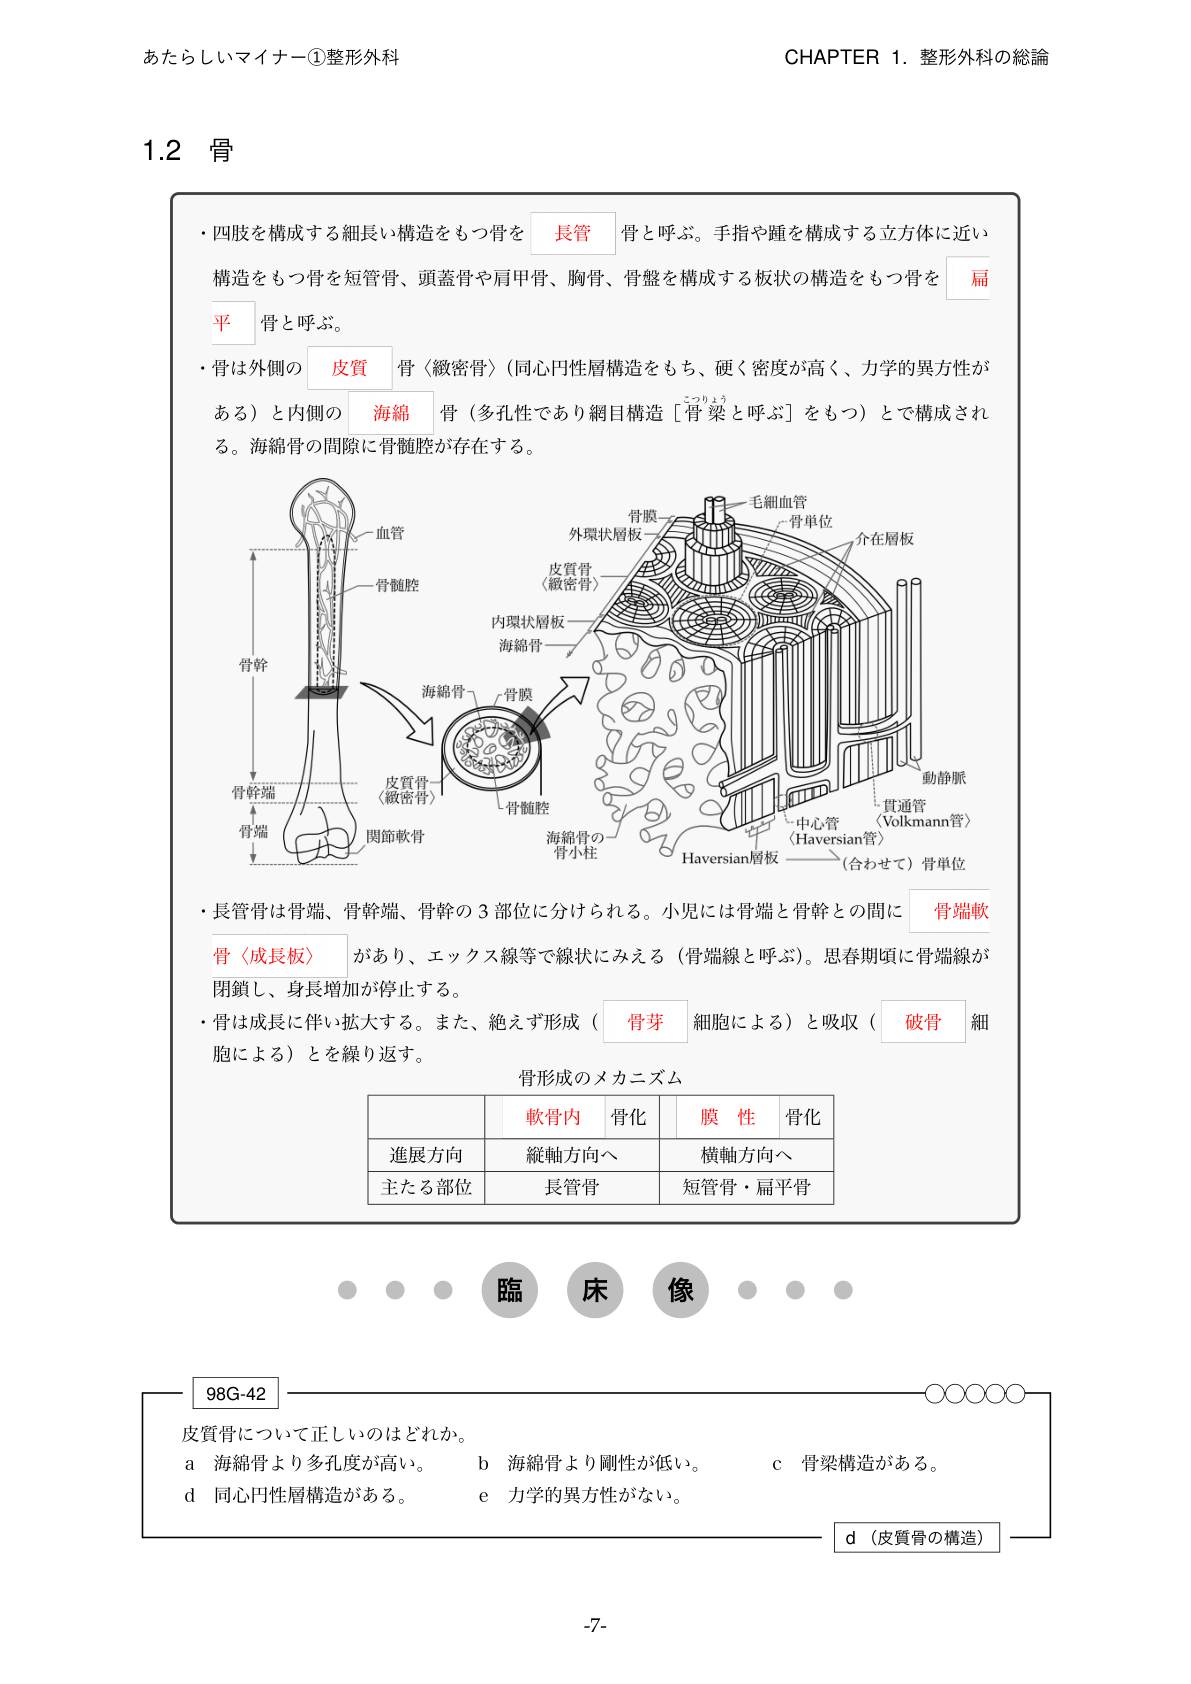 あたらしいマイナー①整形外科
CHAPTER 1. 整形外科の総論
1.2 骨
・四肢を構成する細長い構造をもつ骨を 長管 骨と呼ぶ。手指や踵を構成する立方体に近い
構造をもつ骨を短管骨、頭蓋骨や肩甲骨、胸骨、骨盤を構成する板状の構造をもつ骨を 扁
平 骨と呼ぶ。
・骨は外側の 皮質 骨〈緻密骨〉（同心円性層構造をもち、硬く密度が高く、力学的異方性が
こつりょう
ある）と内側の 海綿 骨（多孔性であり網目構造［骨梁と呼ぶ］をもつ）とで構成され
る。海綿骨の間隙に骨髄腔が存在する。
血管
骨髄腔
骨幹
骨幹端
骨端
関節軟骨
海綿骨
骨膜
皮質骨
〈緻密骨〉
骨髄腔
毛細血管
骨膜
骨単位
外環状層板
介在層板
皮質骨
〈緻密骨〉
内環状層板
海綿骨
動静脈
貫通管
〈Volkmann管〉
中心管
〈Haversian管〉
海綿骨の
骨小柱
Haversian層板
（合わせて）骨単位
・長管骨は骨端、骨幹端、骨幹の3部位に分けられる。小児には骨端と骨幹との間に 骨端軟
骨〈成長板〉 があり、エックス線等で線状にみえる（骨端線と呼ぶ）。思春期頃に骨端線が
閉鎖し、身長増加が停止する。
・骨は成長に伴い拡大する。また、絶えず形成（ 骨芽 細胞による）と吸収（ 破骨 細
胞による）とを繰り返す。
骨形成のメカニズム
軟骨内 骨化 膜 性 骨化
進展方向 縦軸方向へ 横軸方向へ
主たる部位 長管骨 短管骨・扁平骨
臨 床 像
98G-42
○○○○○
皮質骨について正しいのはどれか。
a 海綿骨より多孔度が高い。 b 海綿骨より剛性が低い。 c 骨梁構造がある。
d 同心円性層構造がある。 e 力学的異方性がない。
d （皮質骨の構造）
-7-